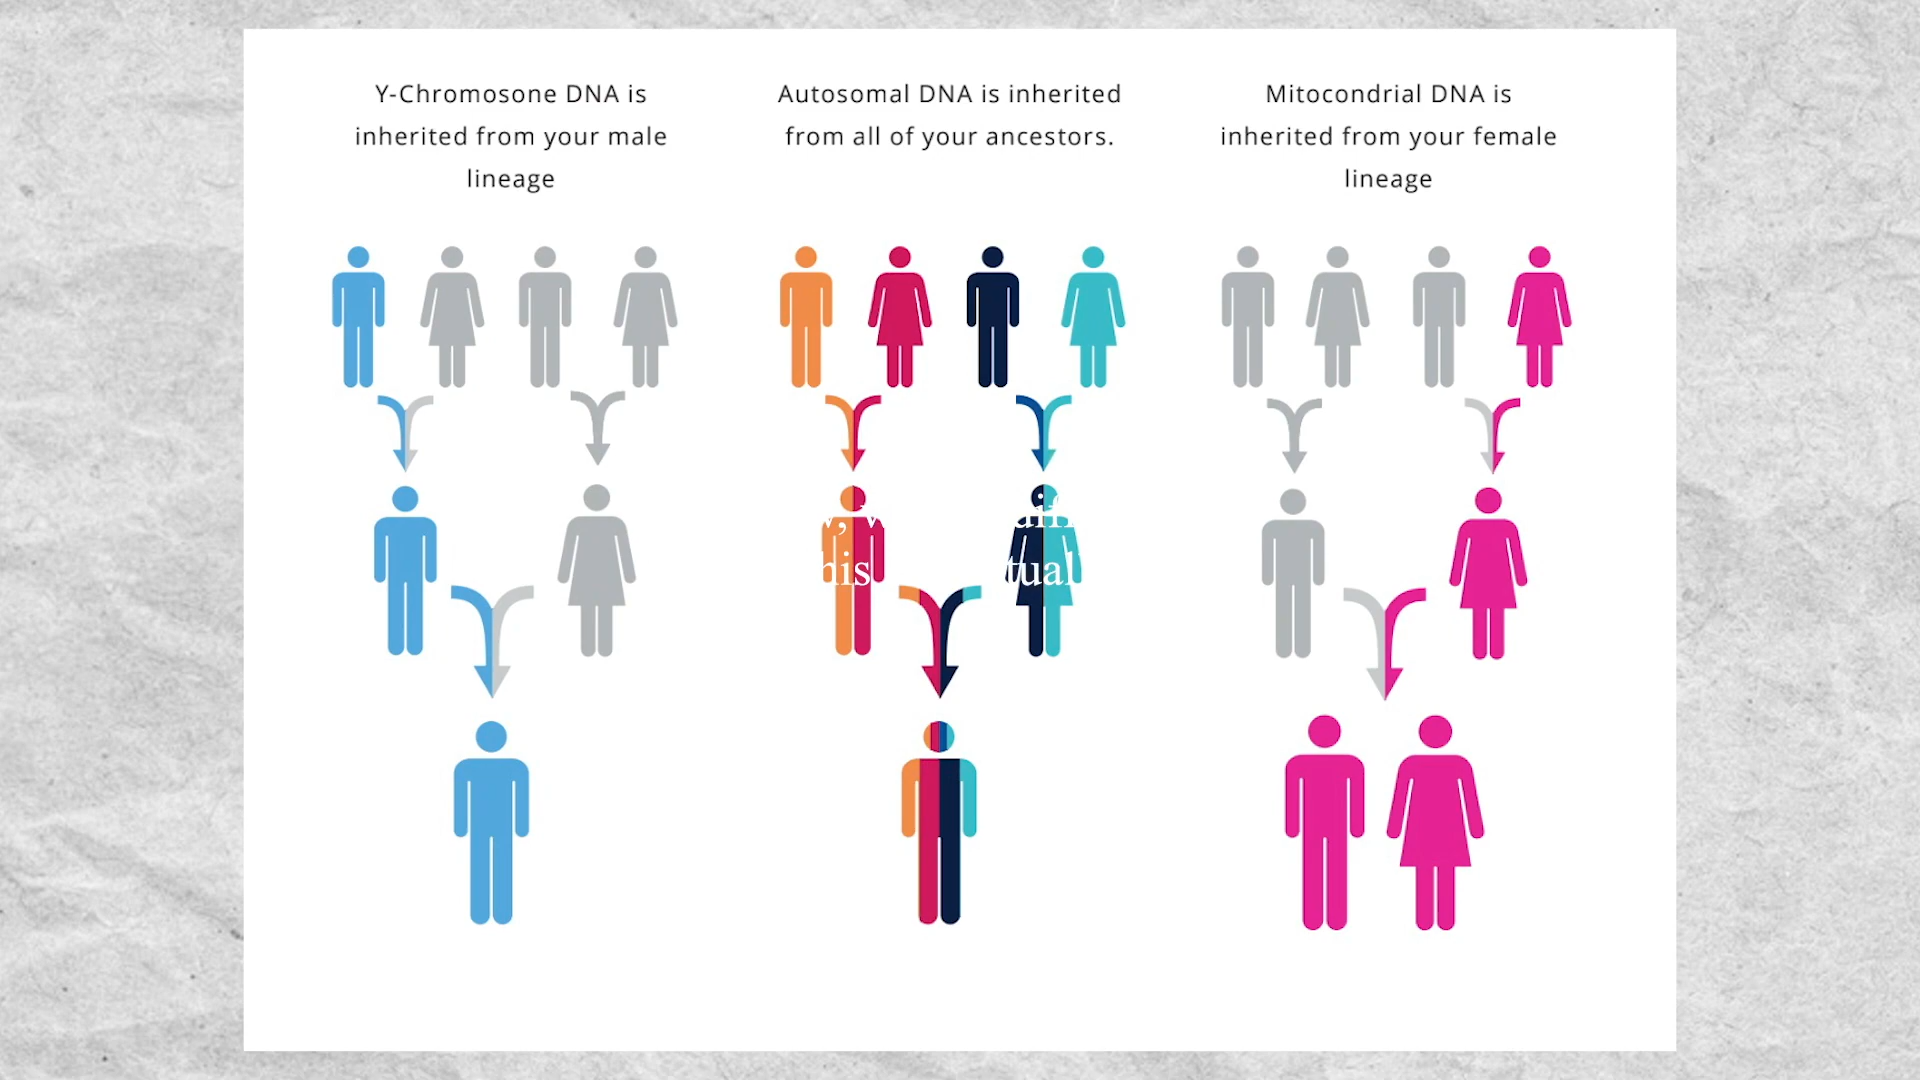 Y-Chromosone DNA is
inherited from your male
lineage
Autosomal DNA is inherited
from all of your ancestors.
Mitocondrial DNA is
inherited from your female
lineage